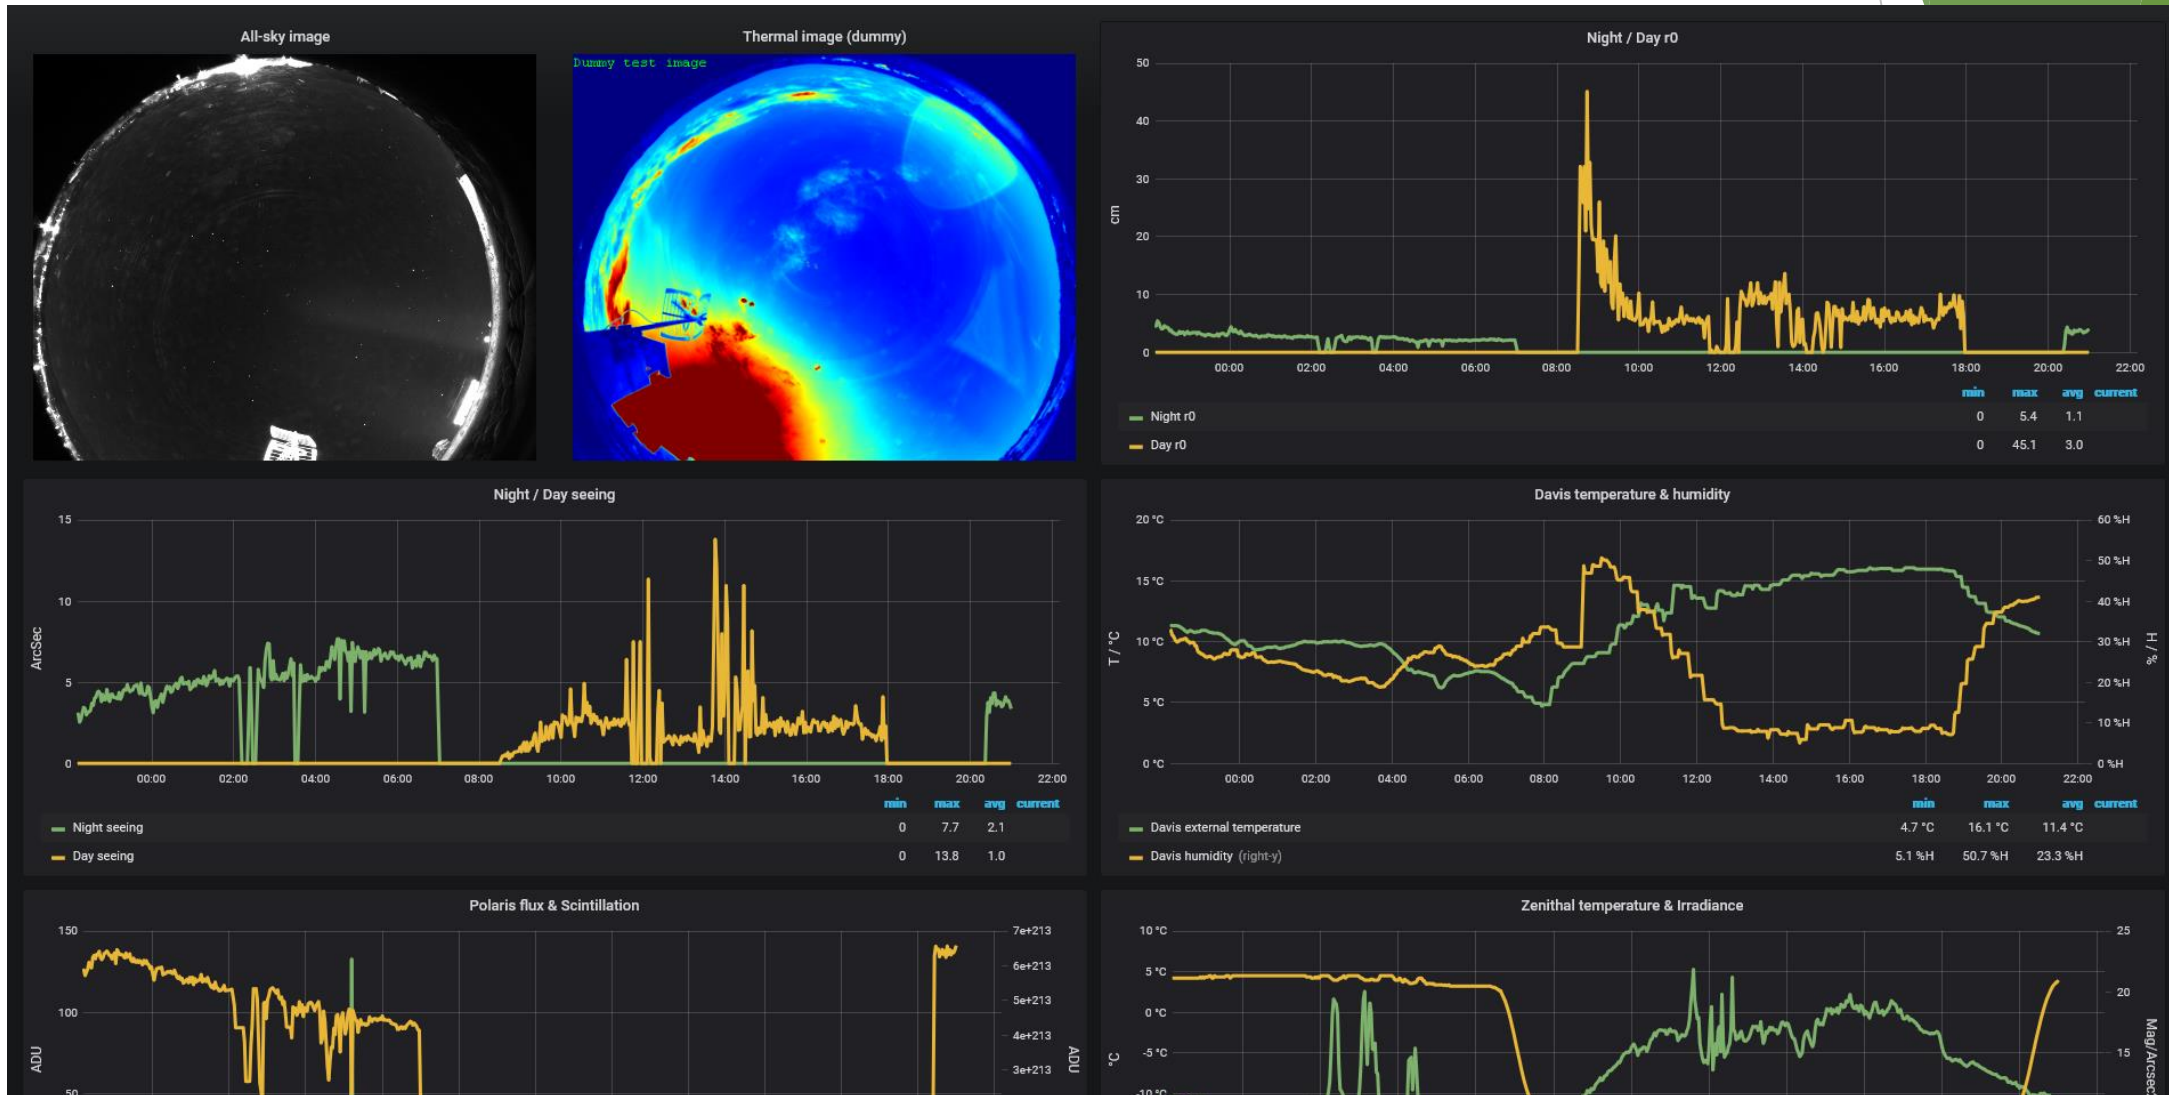 All-sky image
Thermal image (dummy)
Dummy test image
Night / Day r0
50
40
30
20
10
0
cm
00:00 02:00 04:00 06:00 08:00 10:00 12:00 14:00 16:00 18:00 20:00 22:00
min max avg current
Night r0 0 5.4 1.1
Day r0 0 45.1 3.0
Night / Day seeing
15
10
5
0
ArcSec
00:00 02:00 04:00 06:00 08:00 10:00 12:00 14:00 16:00 18:00 20:00 22:00
min max avg current
Night seeing 0 7.7 2.1
Day seeing 0 13.8 1.0
Davis temperature & humidity
20 °C 60 %H
50 %H
15 °C
40 %H
10 °C 30 %H
20 %H
5 °C
10 %H
0 °C 0 %H
T / °C
H / %
00:00 02:00 04:00 06:00 08:00 10:00 12:00 14:00 16:00 18:00 20:00 22:00
min max avg current
Davis external temperature 4.7 °C 16.1 °C 11.4 °C
Davis humidity (right-y) 5.1 %H 50.7 %H 23.3 %H
Polaris flux & Scintillation
150 7e+213
6e+213
5e+213
100
4e+213
3e+213
50
ADU
ADU
Zenithal temperature & Irradiance
10 °C 25
5 °C
20
0 °C
-5 °C 15
-10 °C
°C
Mag/Arcsec